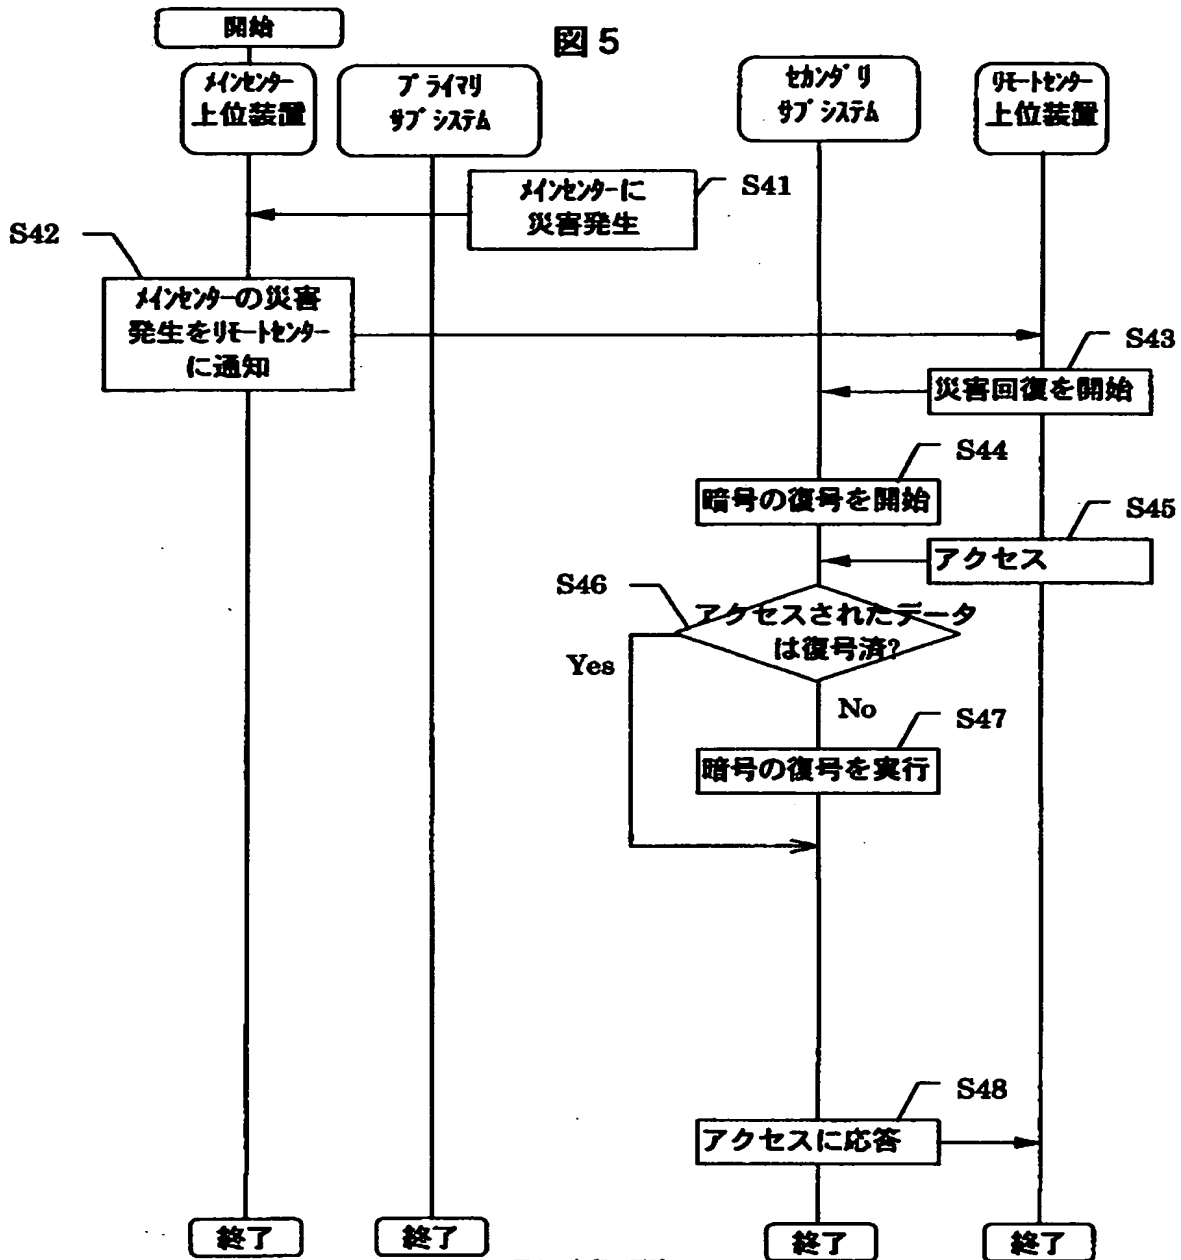 図5
開始
メインセンター
上位装置
プライマリ
サブシステム
セカンダリ
サブシステム
リモートセンター
上位装置
メインセンターに
災害発生
S41
S42
メインセンターの災害
発生をリモートセンター
に通知
S43
災害回復を開始
S44
暗号の復号を開始
S45
アクセス
S46
アクセスされたデータ
は復号済?
Yes
No
S47
暗号の復号を実行
S48
アクセスに応答
終了
終了
終了
終了